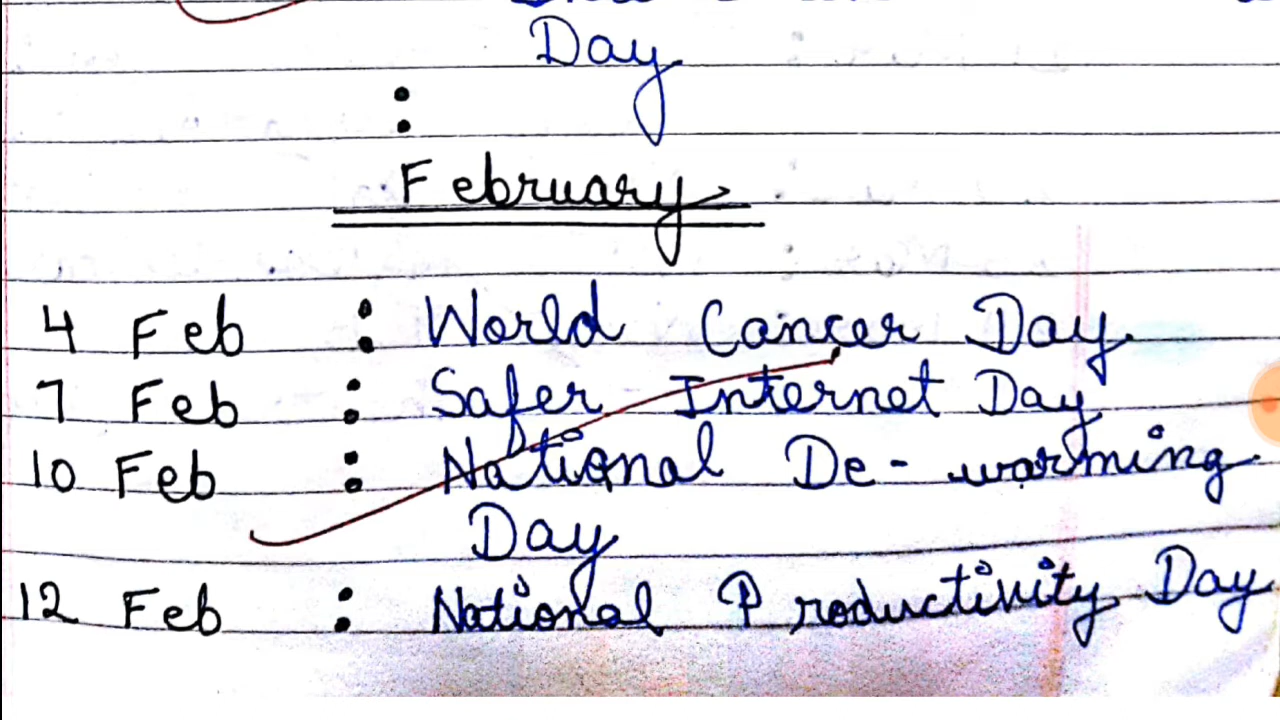 Day
:
February
4 Feb : World Cancer Day
7 Feb : Safer Internet Day
10 Feb : National De-warming
Day
12 Feb : National Productivity Day